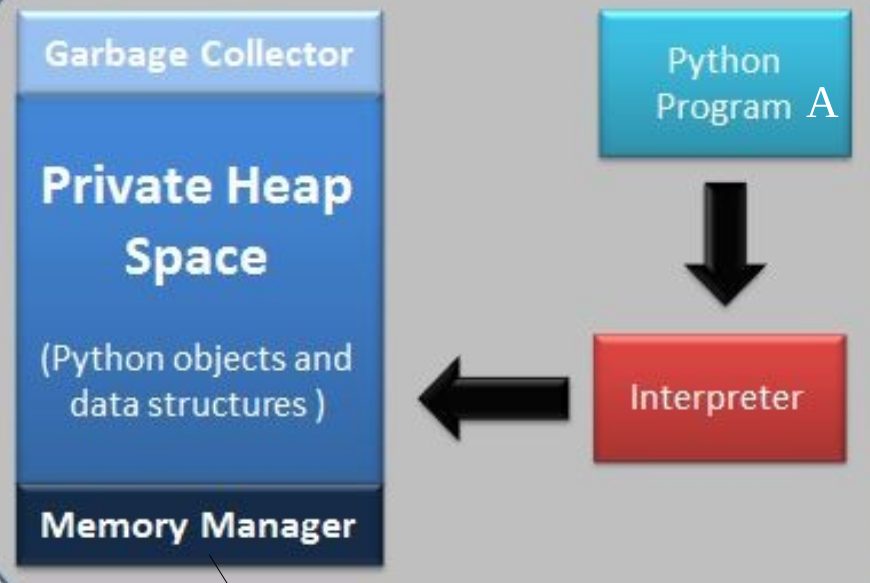 Garbage Collector
Private Heap
Space
(Python objects and
data structures )
Memory Manager
Python
Program A
Interpreter